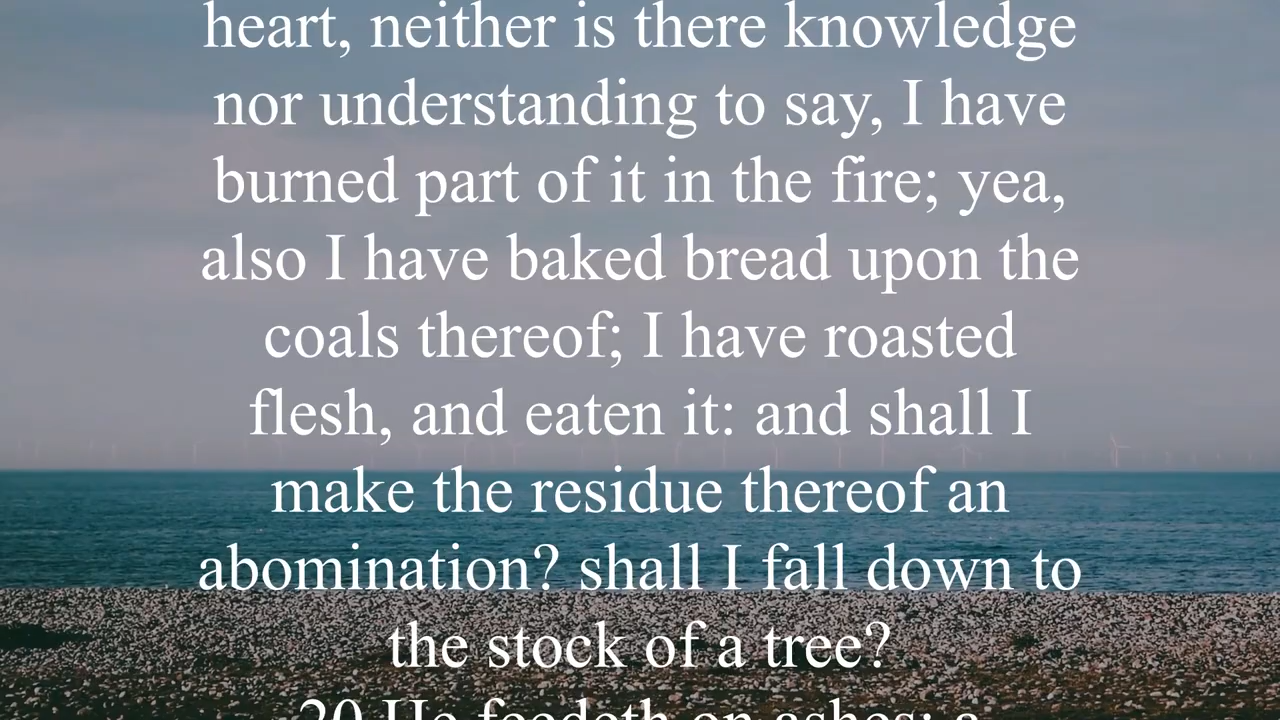 heart, neither is there knowledge
nor understanding to say, I have
burned part of it in the fire; yea,
also I have baked bread upon the
coals thereof; I have roasted
flesh, and eaten it: and shall I
make the residue thereof an
abomination? shall I fall down to
the stock of a tree?
20 He feedeth on ashes: a